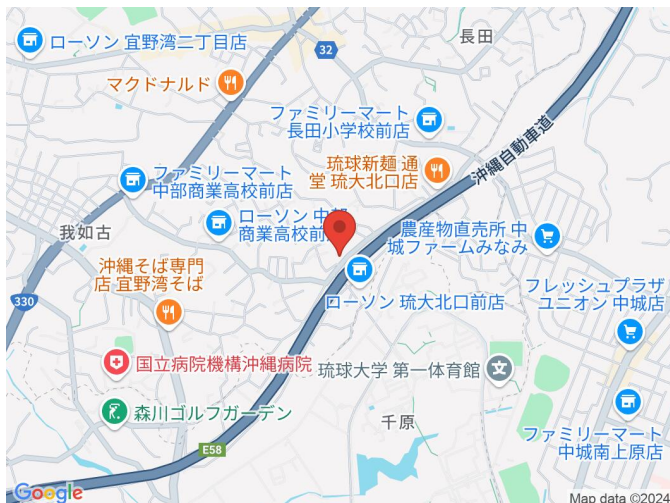 ローソン 宜野湾二丁目店
32
長田
マクドナルド
ファミリーマート
長田小学校前店
沖縄自動車道
琉球新麺 通
堂 琉大北口店
ファミリーマート
中部商業高校前店
ローソン 中部
商業高校前
農産物直売所 中
城ファームみなみ
我如古
沖縄そば専門
店 宜野湾そば
330
ローソン 琉大北口前店
フレッシュプラザ
ユニオン 中城店
国立病院機構沖縄病院
琉球大学 第一体育館
文
森川ゴルフガーデン
千原
ファミリーマート
中城南上原店
E58
Google
Map data ©2024